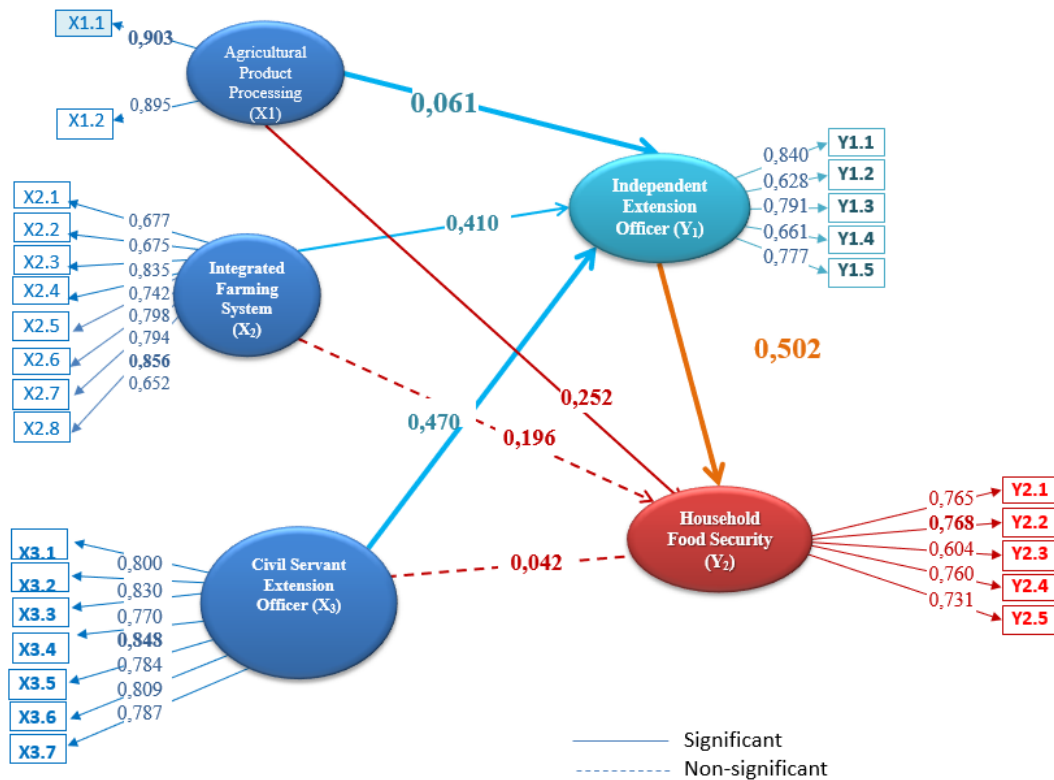 X1.1
0,903
Agricultural
Product
Processing
(X1)
0,895
X1.2
0,061
X2.1
X2.2
X2.3
X2.4
X2.5
X2.6
X2.7
X2.8
0,677
0,675
0,835
0,742
0,798
0,794
0,856
0,652
Integrated
Farming
System
(X2)
0,410
Independent
Extension
Officer (Y1)
0,840
0,628
0,791
0,661
0,777
Y1.1
Y1.2
Y1.3
Y1.4
Y1.5
0,502
0,252
0,470
0,196
X3.1
X3.2
X3.3
X3.4
X3.5
X3.6
X3.7
0,800
0,830
0,770
0,848
0,784
0,809
0,787
Civil Servant
Extension
Officer (X3)
0,042
Household
Food Security
(Y2)
0,765
0,768
0,604
0,760
0,731
Y2.1
Y2.2
Y2.3
Y2.4
Y2.5
Significant
Non-significant